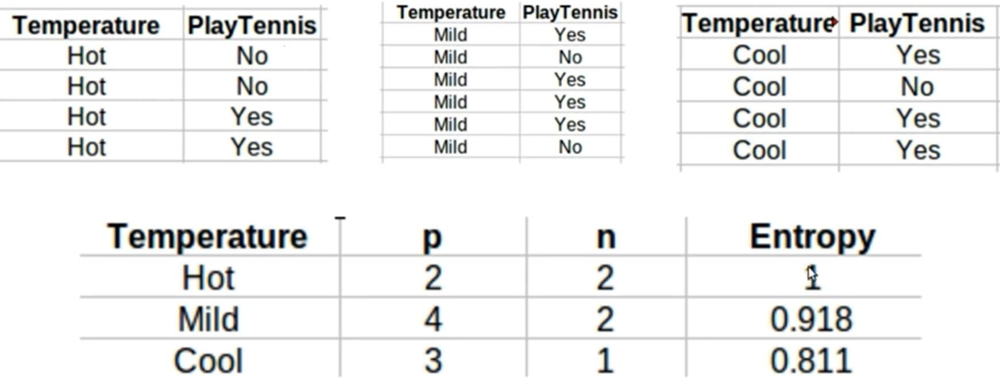 Temperature PlayTennis
Hot No
Hot No
Hot Yes
Hot Yes
Temperature PlayTennis
Mild Yes
Mild No
Mild Yes
Mild Yes
Mild Yes
Mild No
Temperature PlayTennis
Cool Yes
Cool No
Cool Yes
Cool Yes
Temperature p n Entropy
Hot 2 2 1
Mild 4 2 0.918
Cool 3 1 0.811